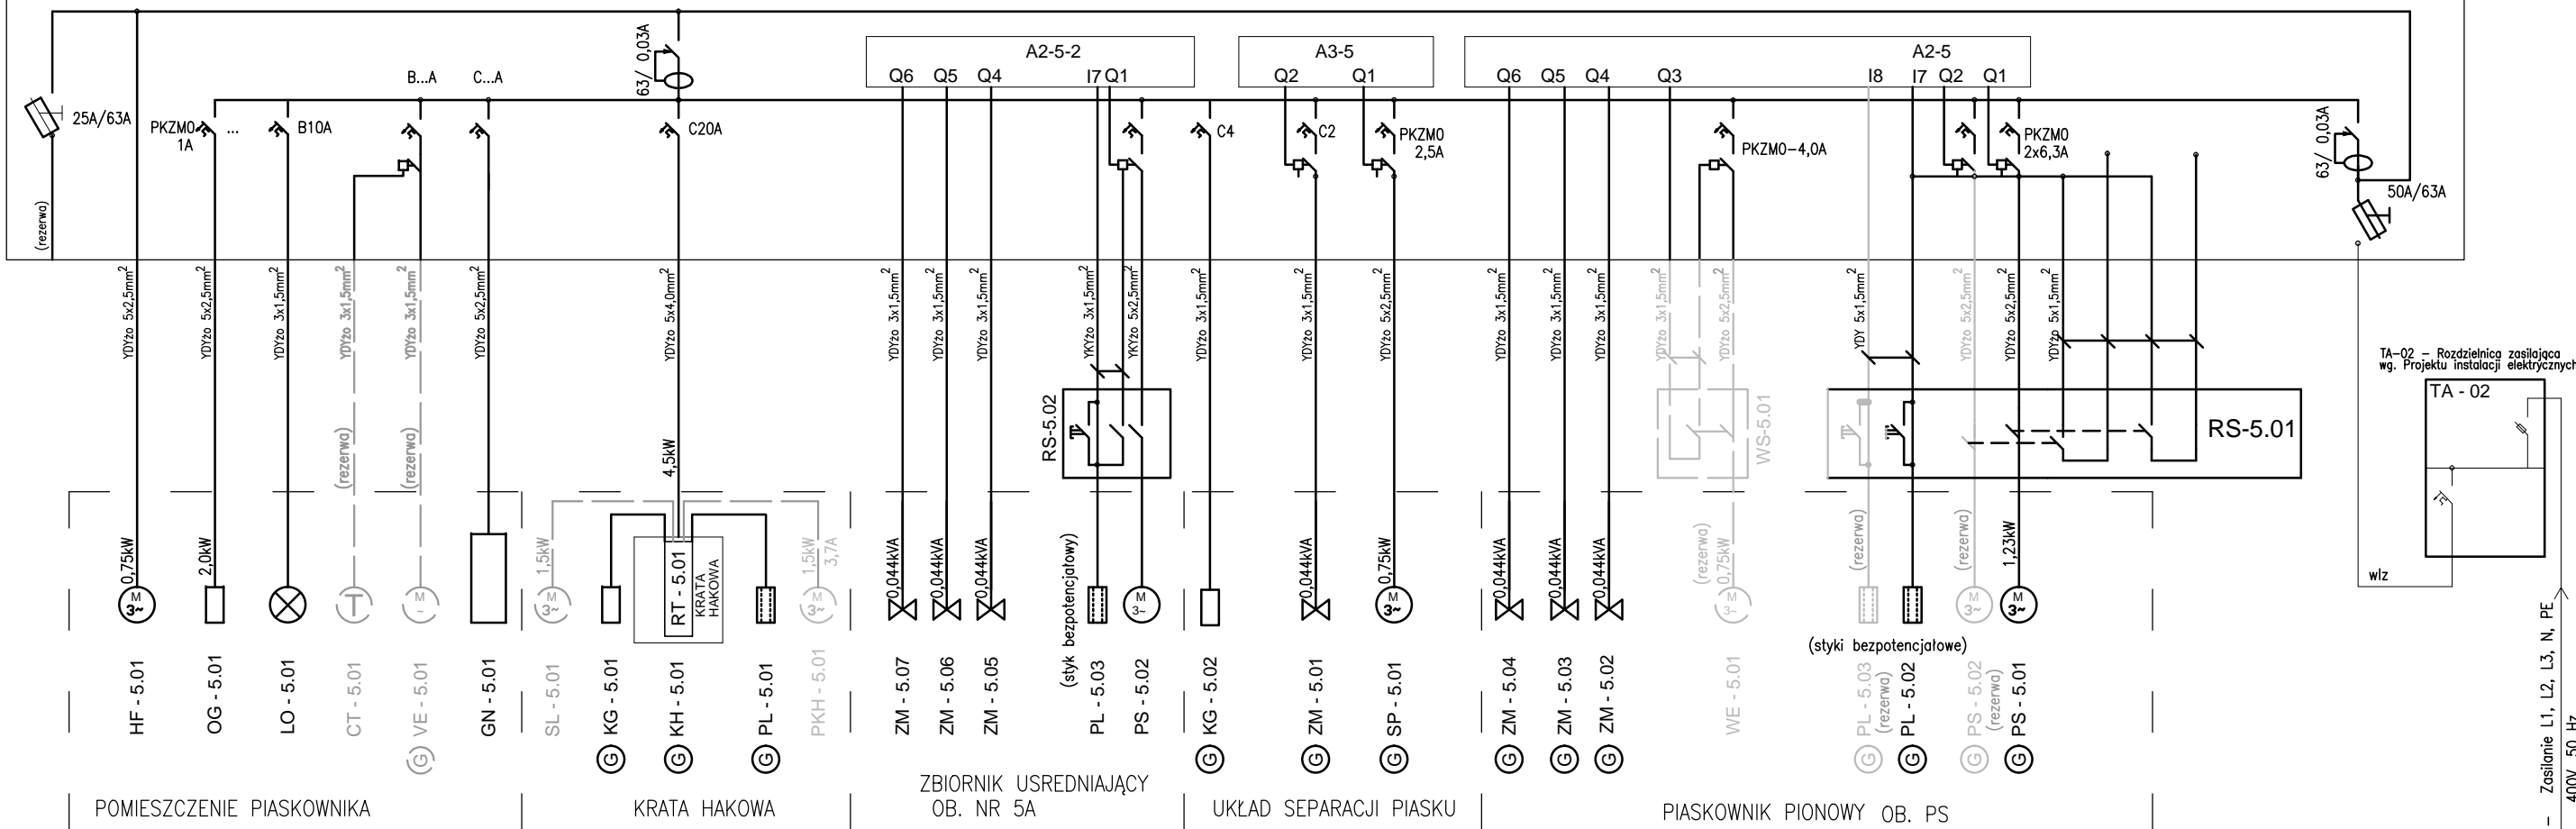 A2-5-2
A3-5
A2-5
Q6 Q5 Q4 I7 Q1
Q2 Q1
Q6 Q5 Q4 Q3 I8 I7 Q2 Q1
63/ 0,03A
B...A
C...A
25A/63A
PKZMO ...
1A
B10A
C20A
C4
C2
PKZM0
2,5A
PKZMO-4,0A
PKZM0
2x6,3A
63/ 0,03A
50A/63A
(rezerwa)
YDYżo 5x2,5mm2
YDYżo 5x2,5mm2
YDYżo 3x1,5mm2
YDYżo 3x1,5mm2
YDYżo 3x1,5mm2
YDYżo 5x2,5mm2
YDYżo 5x4,0mm2
YDYżo 3x1,5mm2
YDYżo 3x1,5mm2
YDYżo 3x1,5mm2
YKYżo 3x1,5mm2
YKYżo 5x2,5mm2
YDYżo 3x1,5mm2
YDYżo 3x1,5mm2
YDYżo 5x2,5mm2
YDYżo 3x1,5mm2
YDYżo 3x1,5mm2
YDYżo 3x1,5mm2
YDYżo 3x1,5mm2
YDYżo 5x2,5mm2
YDY 5x1,5mm2
YDYżo 5x2,5mm2
YDYżo 5x2,5mm2
YDYżo 5x1,5mm2
TA-02 - Rozdzielnica zasilająca
wg. Projektu instalacji elektrycznych
TA - 02
RS-5.02
WS-5.01
RS-5.01
(rezerwa)
(rezerwa)
4,5kW
0,75kW
2,0kW
1,5kW
RT - 5.01
KRATA
HAKOWA
1,5kW
3,7A
0,044kVA
0,044kVA
0,044kVA
(styk bezpotencjałowy)
0,044kVA
0,75kW
0,044kVA
0,044kVA
0,044kVA
(rezerwa)
0,75kW
(rezerwa)
(rezerwa)
1,23kW
wlz
M
3~
T
M
~
M
3~
M
3~
M
3~
M
3~
M
3~
M
3~
M
3~
(styki bezpotencjałowe)
HF - 5.01
OG - 5.01
LO - 5.01
CT - 5.01
VE - 5.01
GN - 5.01
SL - 5.01
KG - 5.01
KH - 5.01
PL - 5.01
PKH - 5.01
ZM - 5.07
ZM - 5.06
ZM - 5.05
PL - 5.03
PS - 5.02
KG - 5.02
ZM - 5.01
SP - 5.01
ZM - 5.04
ZM - 5.03
ZM - 5.02
WE - 5.01
PL - 5.03
(rezerwa)
PL - 5.02
PS - 5.02
(rezerwa)
PS - 5.01
G G G G G G G G G G G G G G
POMIESZCZENIE PIASKOWNIKA
KRATA HAKOWA
ZBIORNIK USREDNIAJĄCY
OB. NR 5A
UKŁAD SEPARACJI PIASKU
PIASKOWNIK PIONOWY OB. PS
- Zasilanie L1, L2, L3, N, PE
400V 50 Hz